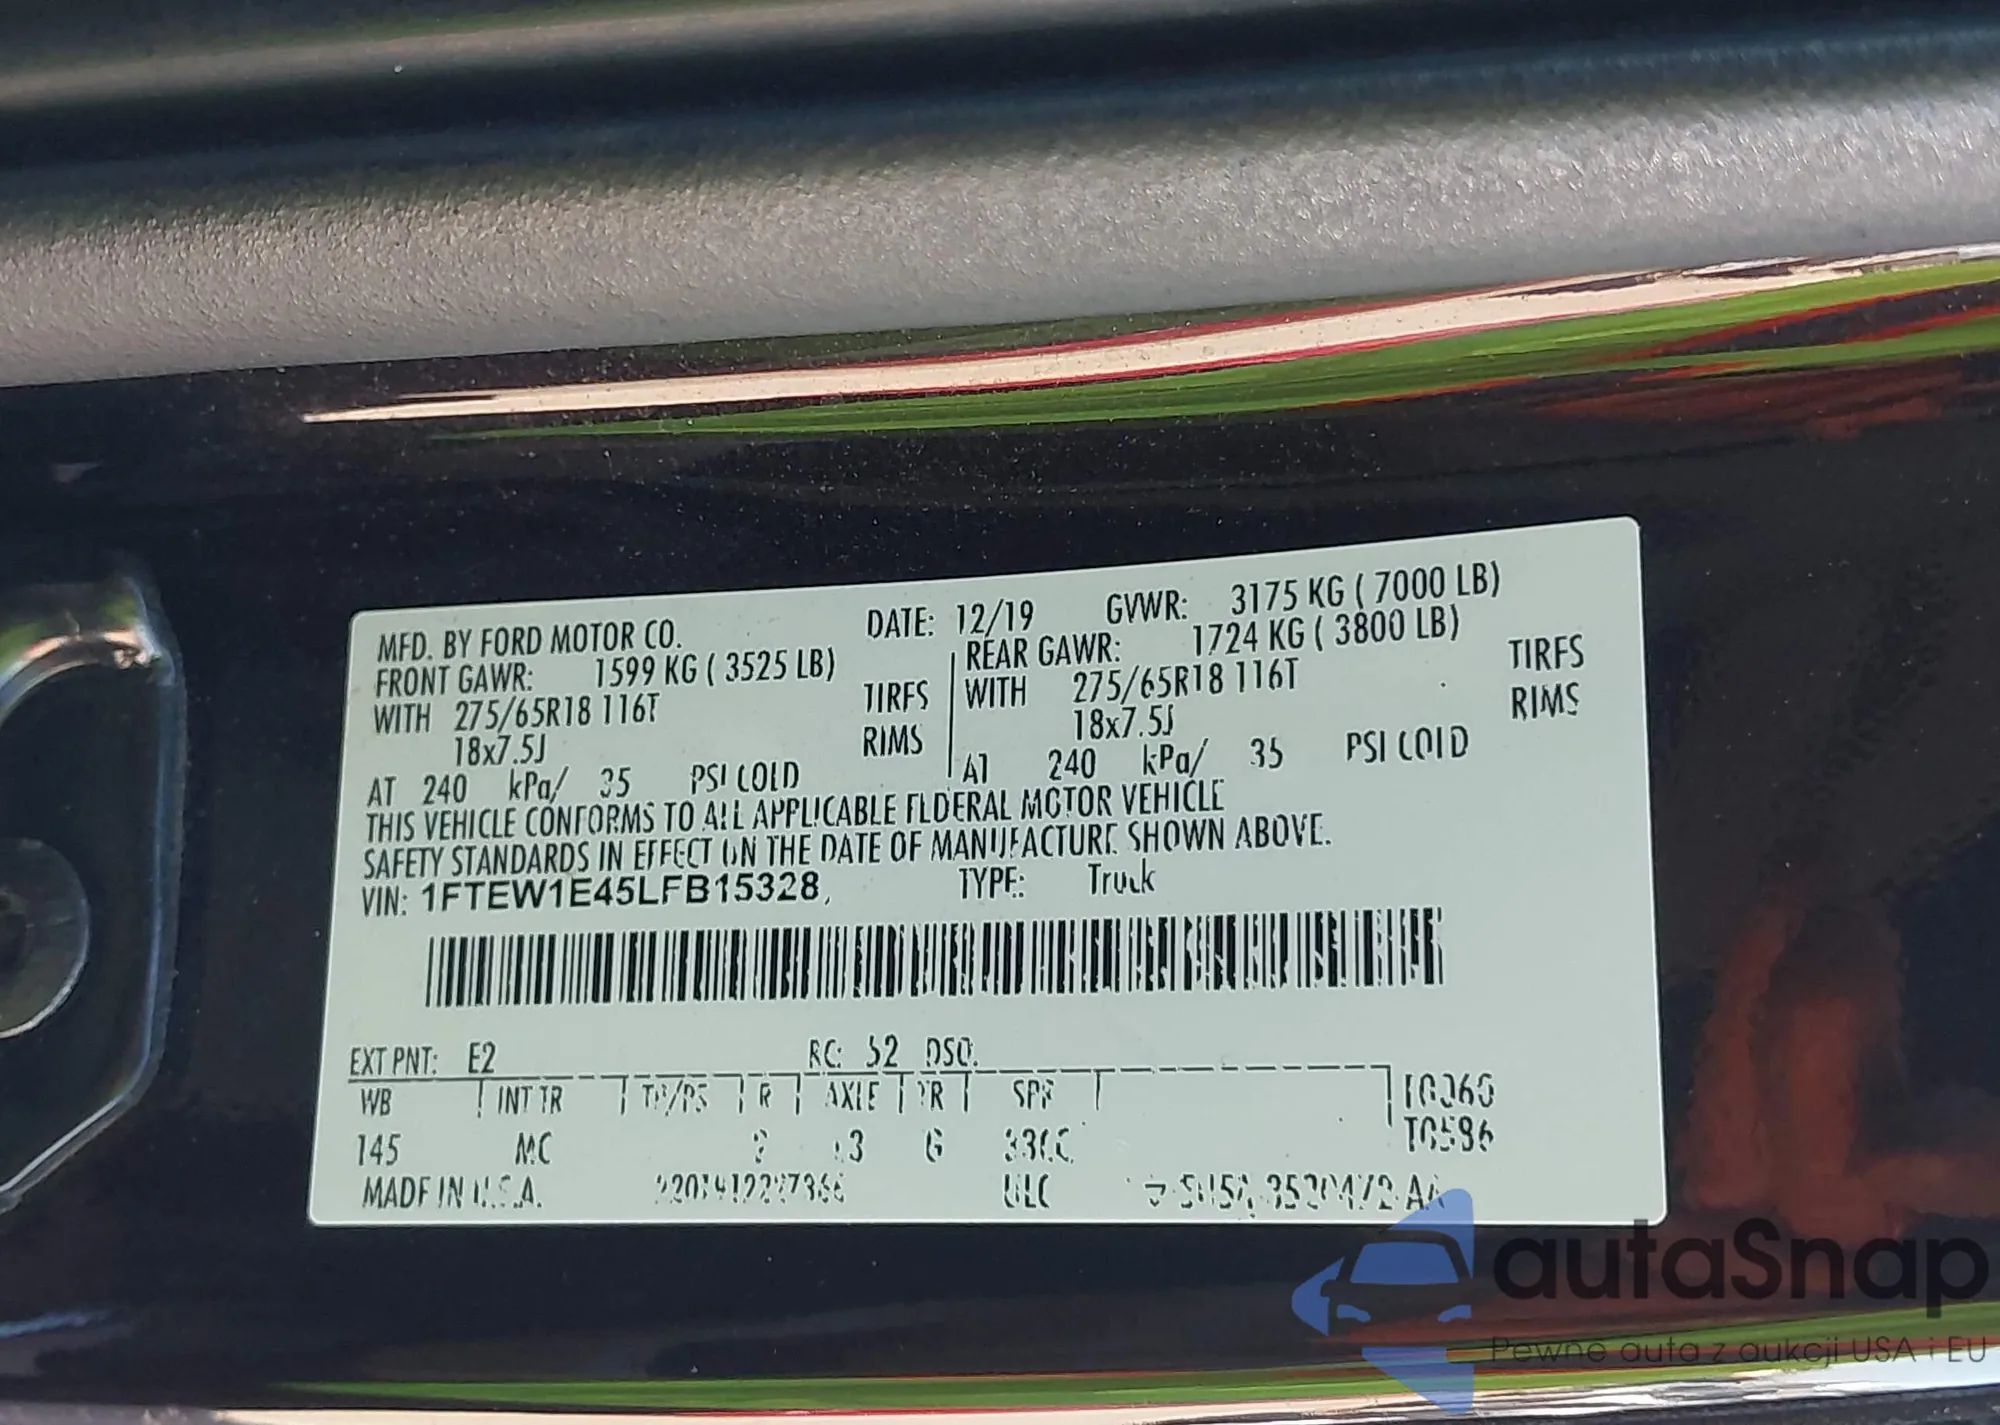 MFD. BY FORD MOTOR CO. DATE: 12/19 GVWR: 3175 KG ( 7000 LB)
FRONT GAWR: 1599 KG ( 3525 LB) REAR GAWR: 1724 KG ( 3800 LB)
WITH 275/65R18 116T TIRES WITH 275/65R18 116T TIRES
18x7.5J RIMS 18x7.5J RIMS
AT 240 kPa/ 35 PSI COLD AT 240 kPa/ 35 PSI COLD
THIS VEHICLE CONFORMS TO ALL APPLICABLE FEDERAL MOTOR VEHICLE
SAFETY STANDARDS IN EFFECT ON THE DATE OF MANUFACTURE SHOWN ABOVE.
VIN: 1FTEW1E45LFB15328 TYPE: Truck
EXT PNT: E2 RC: 52 DSO:
WB INT TR TP/PS R AXLE TR SPR
145 MC
MADE IN U.S.A.
autaSnap
Pewne auta z aukcji USA i EU